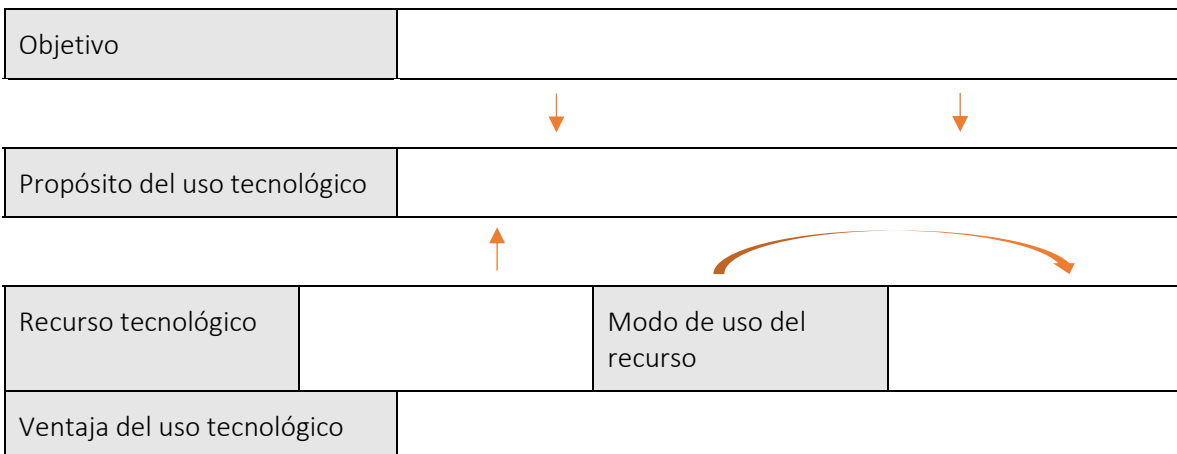 Objetivo
Propósito del uso tecnológico
Recurso tecnológico
Modo de uso del
recurso
Ventaja del uso tecnológico